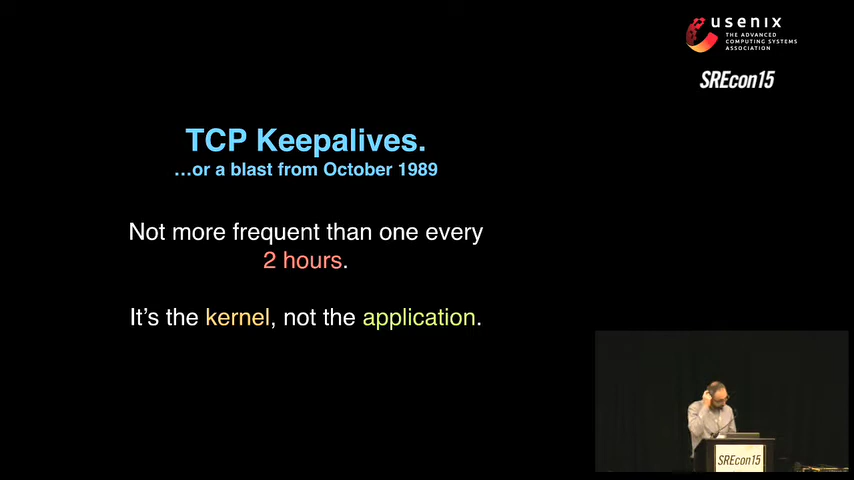 usenix
THE ADVANCED
COMPUTING SYSTEMS
ASSOCIATION
SREcon15
TCP Keepalives.
...or a blast from October 1989
Not more frequent than one every
2 hours.
It's the kernel, not the application.
SREcon15